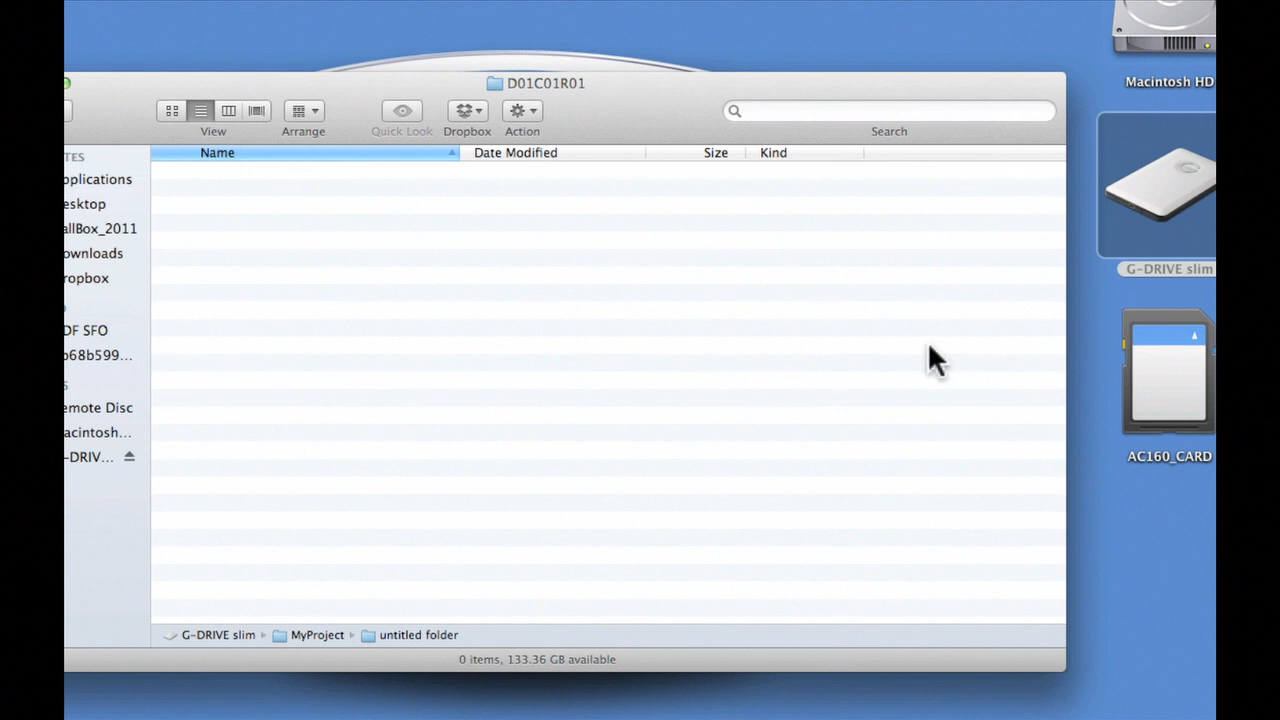 D01C01R01
View
Arrange
Quick Look
Dropbox
Action
Search
Macintosh HD
Name
Date Modified
Size
Kind
TES
pplications
esktop
allBox_2011
ownloads
ropbox
DF SFO
b68b599...
emote Disc
acintosh...
-DRIV...
G-DRIVE slim
AC160_CARD
G-DRIVE slim MyProject untitled folder
0 items, 133.36 GB available